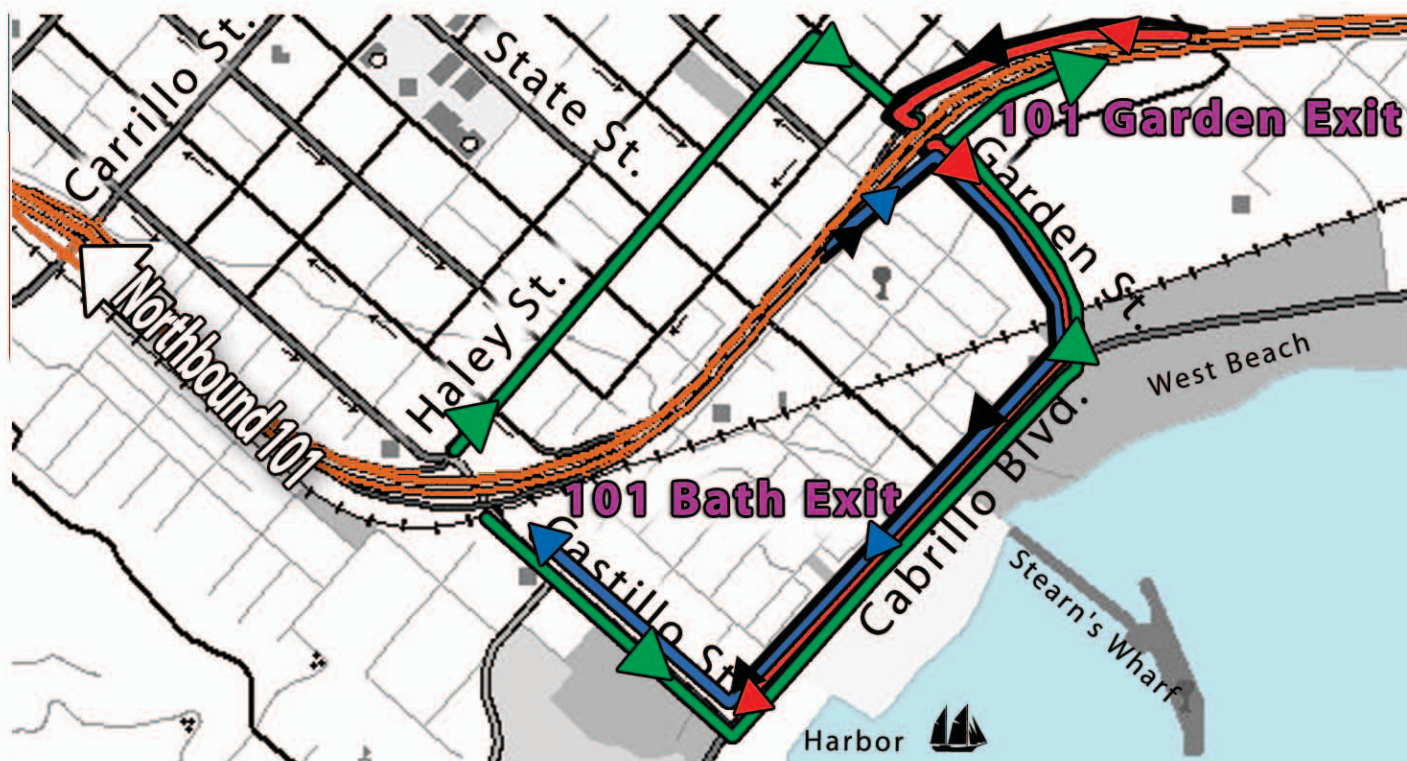 Carrillo St.
State St.
101 Garden Exit
Garden St.
Haley St.
Northbound 101
West Beach
101 Bath Exit
Cabrillo Blvd.
Castillo St.
Stearn's Wharf
Harbor